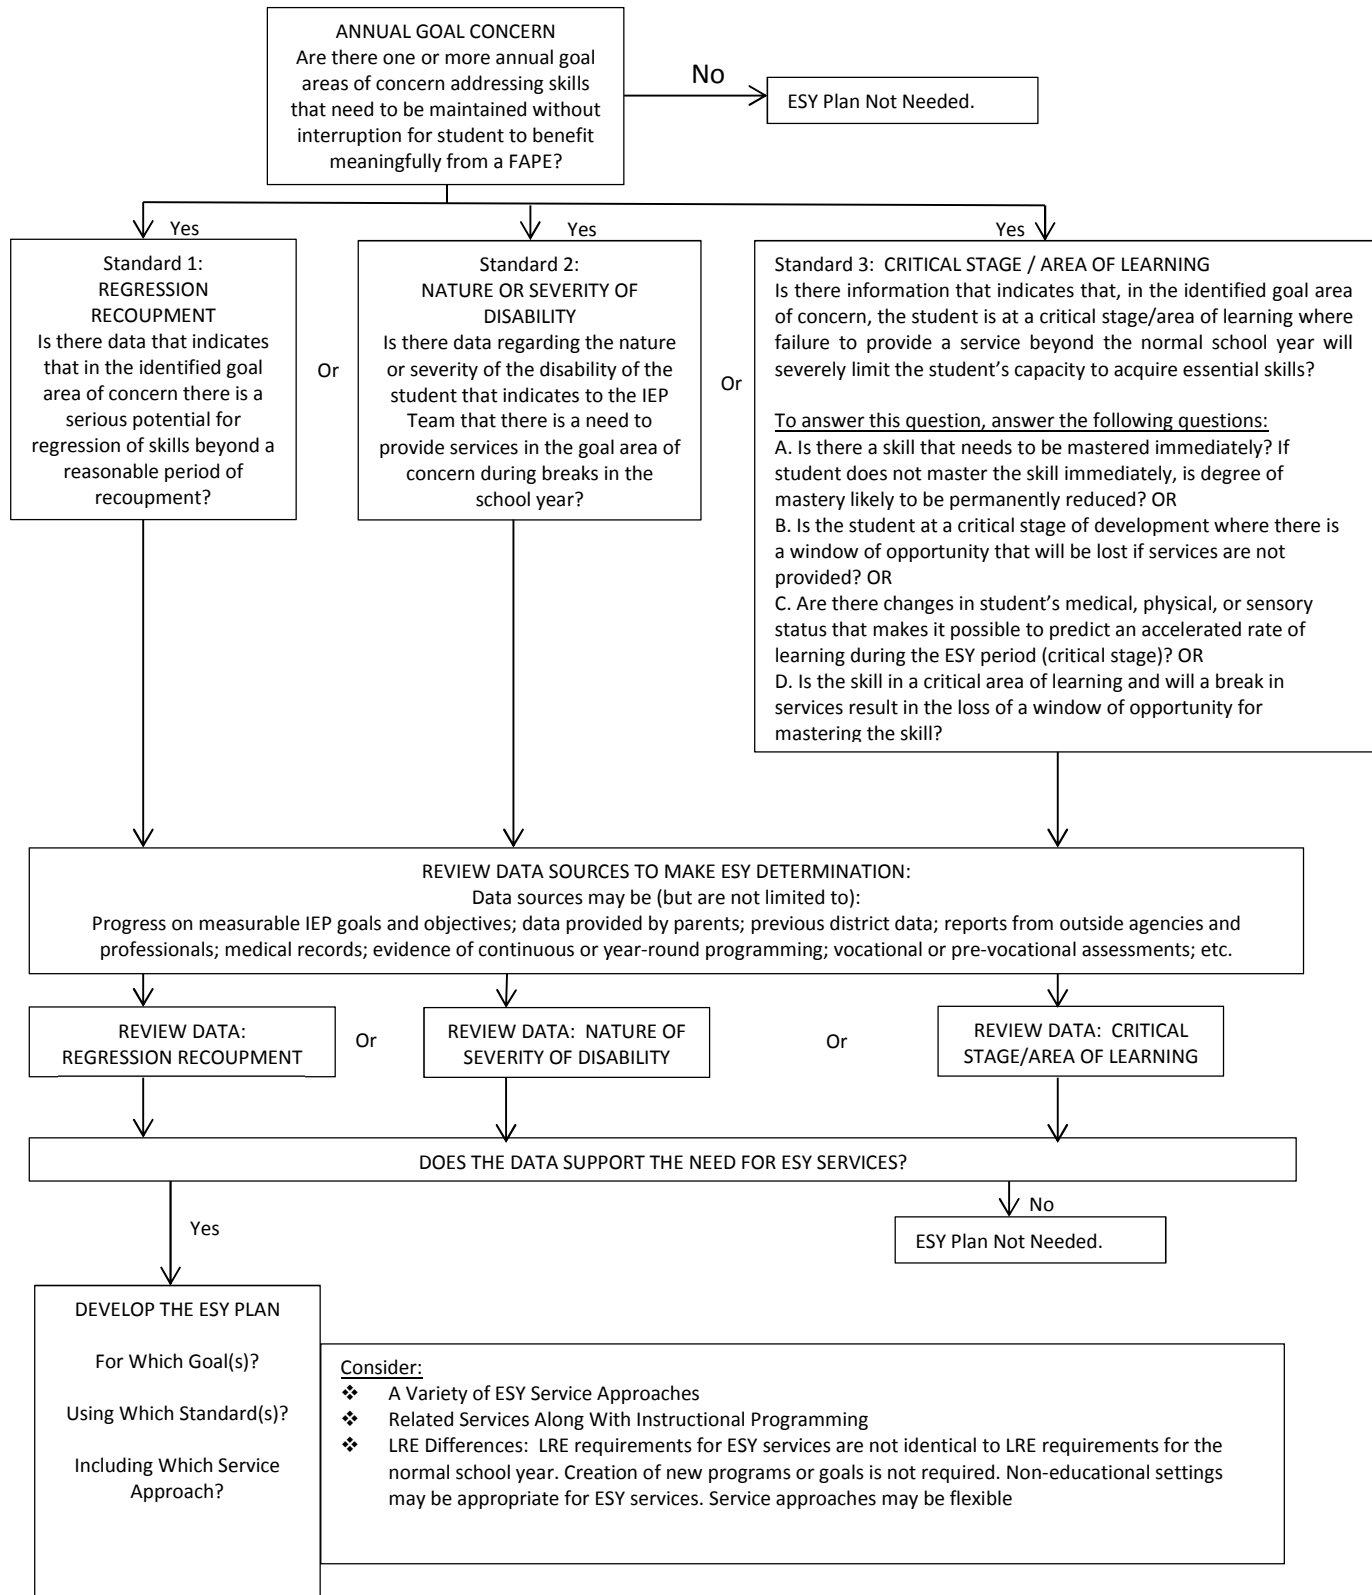 ANNUAL GOAL CONCERN
Are there one or more annual goal
areas of concern addressing skills
that need to be maintained without
interruption for student to benefit
meaningfully from a FAPE?
No
ESY Plan Not Needed.
Yes
Yes
Yes
Standard 1:
REGRESSION
RECOUPMENT
Is there data that indicates
that in the identified goal
area of concern there is a
serious potential for
regression of skills beyond a
reasonable period of
recoupment?
Or
Standard 2:
NATURE OR SEVERITY OF
DISABILITY
Is there data regarding the nature
or severity of the disability of the
student that indicates to the IEP
Team that there is a need to
provide services in the goal area of
concern during breaks in the
school year?
Or
Standard 3: CRITICAL STAGE / AREA OF LEARNING
Is there information that indicates that, in the identified goal area
of concern, the student is at a critical stage/area of learning where
failure to provide a service beyond the normal school year will
severely limit the student’s capacity to acquire essential skills?
To answer this question, answer the following questions:
A. Is there a skill that needs to be mastered immediately? If
student does not master the skill immediately, is degree of
mastery likely to be permanently reduced? OR
B. Is the student at a critical stage of development where there is
a window of opportunity that will be lost if services are not
provided? OR
C. Are there changes in student’s medical, physical, or sensory
status that makes it possible to predict an accelerated rate of
learning during the ESY period (critical stage)? OR
D. Is the skill in a critical area of learning and will a break in
services result in the loss of a window of opportunity for
mastering the skill?
REVIEW DATA SOURCES TO MAKE ESY DETERMINATION:
Data sources may be (but are not limited to):
Progress on measurable IEP goals and objectives; data provided by parents; previous district data; reports from outside agencies and
professionals; medical records; evidence of continuous or year-round programming; vocational or pre-vocational assessments; etc.
REVIEW DATA:
REGRESSION RECOUPMENT
Or
REVIEW DATA: NATURE OF
SEVERITY OF DISABILITY
Or
REVIEW DATA: CRITICAL
STAGE/AREA OF LEARNING
DOES THE DATA SUPPORT THE NEED FOR ESY SERVICES?
Yes
No
ESY Plan Not Needed.
DEVELOP THE ESY PLAN
For Which Goal(s)?
Using Which Standard(s)?
Including Which Service
Approach?
Consider:
❖ A Variety of ESY Service Approaches
❖ Related Services Along With Instructional Programming
❖ LRE Differences: LRE requirements for ESY services are not identical to LRE requirements for the
normal school year. Creation of new programs or goals is not required. Non-educational settings
may be appropriate for ESY services. Service approaches may be flexible